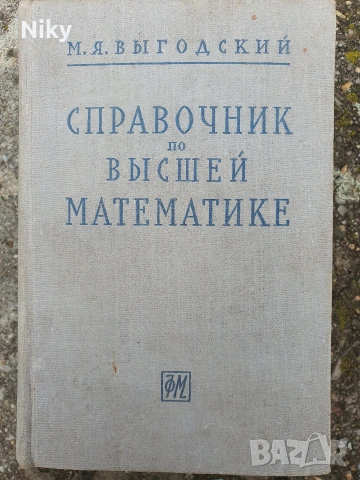 Niky
М.Я.ВЫГОДСКИЙ
СПРАВОЧНИК
ПО
ВЫСШЕЙ
МАТЕМАТИКЕ
ФМ
BAZAR